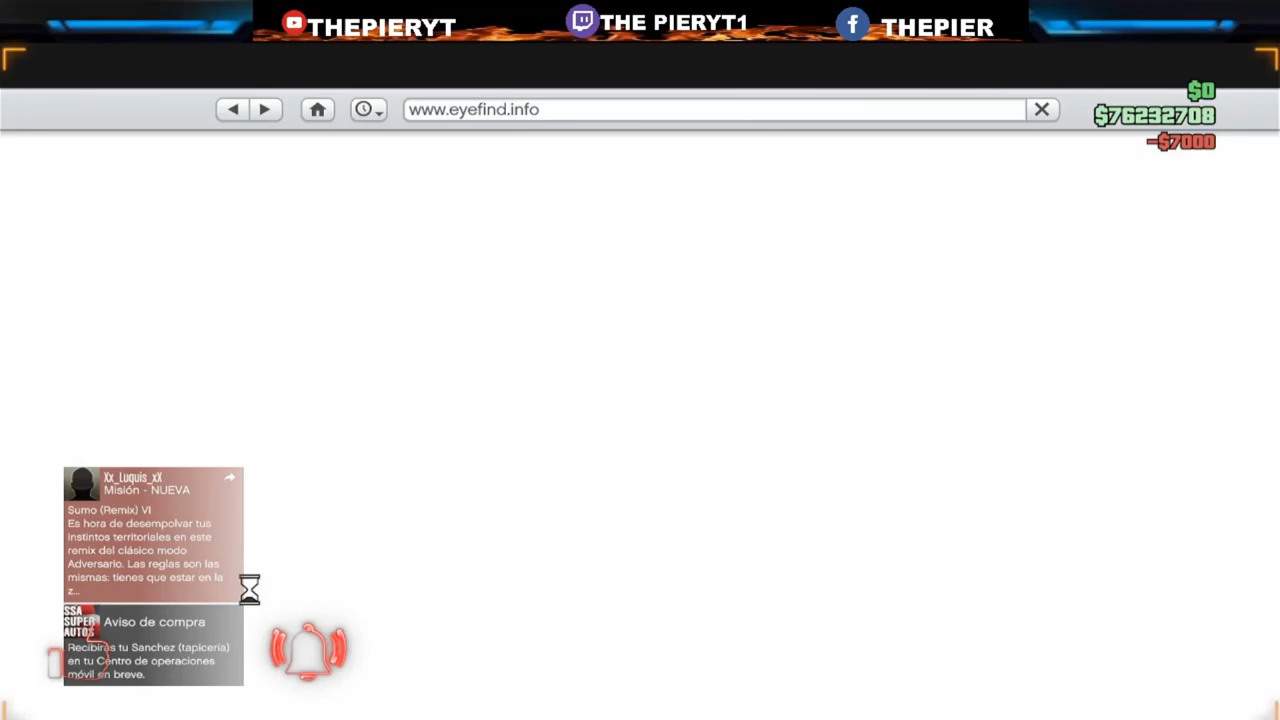 THEPIERYT
THE PIERYT1
THEPIER
www.eyefind.info
$0
$76232708
-$7000
Xx_Luquis_xX
Misión - NUEVA
Sumo (Remix) VI
Es hora de desempolvar tus
instintos territoriales en este
remix del clásico modo
Adversario. Las reglas son las
mismas: tienes que estar en la
z...
SSA
SUPER
AUTOS
Aviso de compra
Recibirás tu Sanchez (tapicería)
en tu Centro de operaciones
móvil en breve.